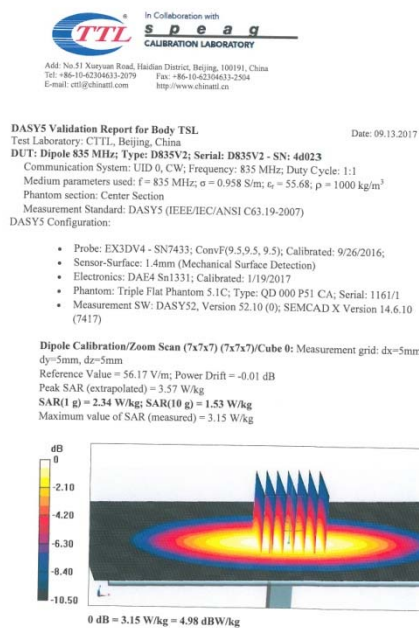 TTL
In Collaboration with
s p e a g
CALIBRATION LABORATORY
Add: No.51 Xueyuan Road, Haidian District, Beijing, 100191, China
Tel: +86-10-62304633-2079 Fax: +86-10-62304633-2504
E-mail: cttl@chinattl.com http://www.chinattl.cn
DASY5 Validation Report for Body TSL
Date: 09.13.2017
Test Laboratory: CTTL, Beijing, China
DUT: Dipole 835 MHz; Type: D835V2; Serial: D835V2 - SN: 4d023
Communication System: UID 0, CW; Frequency: 835 MHz; Duty Cycle: 1:1
Medium parameters used: f = 835 MHz; σ = 0.958 S/m; εr = 55.68; ρ = 1000 kg/m³
Phantom section: Center Section
Measurement Standard: DASY5 (IEEE/IEC/ANSI C63.19-2007)
DASY5 Configuration:
• Probe: EX3DV4 - SN7433; ConvF(9.5,9.5, 9.5); Calibrated: 9/26/2016;
• Sensor-Surface: 1.4mm (Mechanical Surface Detection)
• Electronics: DAE4 Sn1331; Calibrated: 1/19/2017
• Phantom: Triple Flat Phantom 5.1C; Type: QD 000 P51 CA; Serial: 1161/1
• Measurement SW: DASY52, Version 52.10 (0); SEMCAD X Version 14.6.10
(7417)
Dipole Calibration/Zoom Scan (7x7x7) (7x7x7)/Cube 0: Measurement grid: dx=5mm,
dy=5mm, dz=5mm
Reference Value = 56.17 V/m; Power Drift = -0.01 dB
Peak SAR (extrapolated) = 3.57 W/kg
SAR(1 g) = 2.34 W/kg; SAR(10 g) = 1.53 W/kg
Maximum value of SAR (measured) = 3.15 W/kg
dB
0
-2.10
-4.20
-6.30
-8.40
-10.50
0 dB = 3.15 W/kg = 4.98 dBW/kg